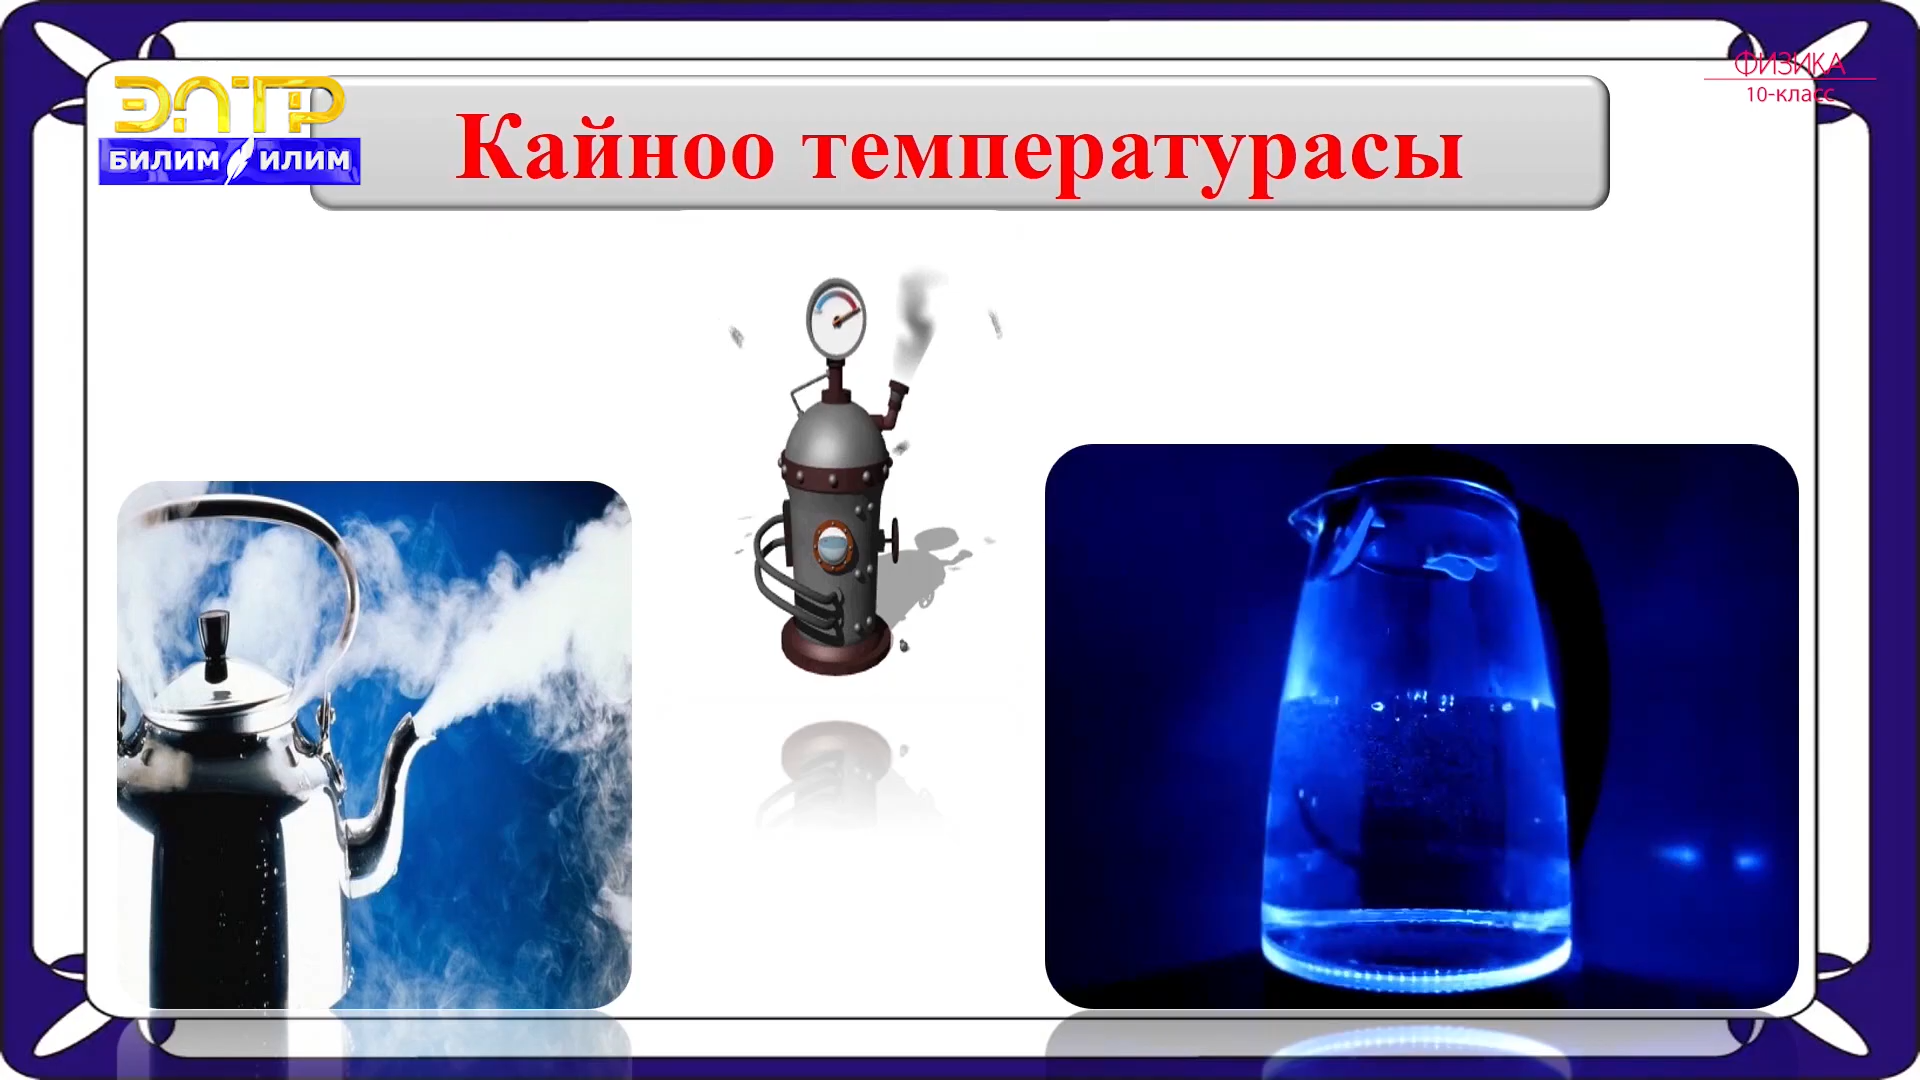 ЭЛТР
БИЛИМ ИЛИМ
Кайноо температурасы
ФИЗИКА
10-класс